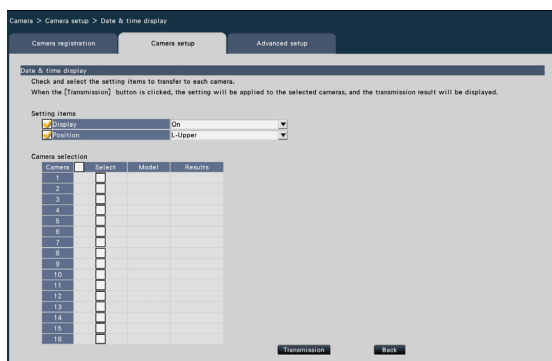 Camera > Camera setup > Date & time display
Camera registration Camera setup Advanced setup
Date & time display
Check and select the setting items to transfer to each camera.
When the [Transmission] button is clicked, the setting will be applied to the selected cameras, and the transmission result will be displayed.
Setting items
Display On
Position L-Upper
Camera selection
Camera Select Model Results
1
2
3
4
5
6
7
8
9
10
11
12
13
14
15
16
Transmission Back